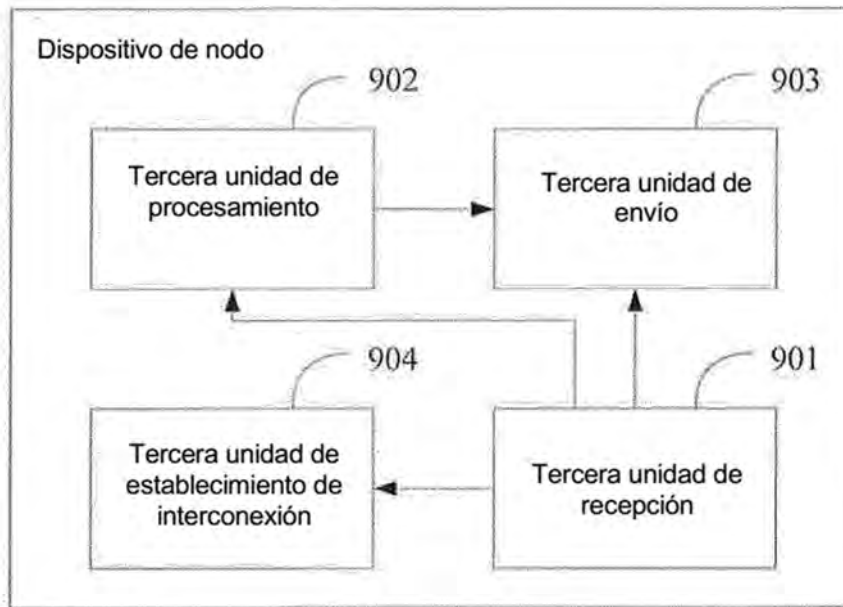 Dispositivo de nodo
902
903
Tercera unidad de
procesamiento
Tercera unidad de
envío
904
901
Tercera unidad de
establecimiento de
interconexión
Tercera unidad de
recepción